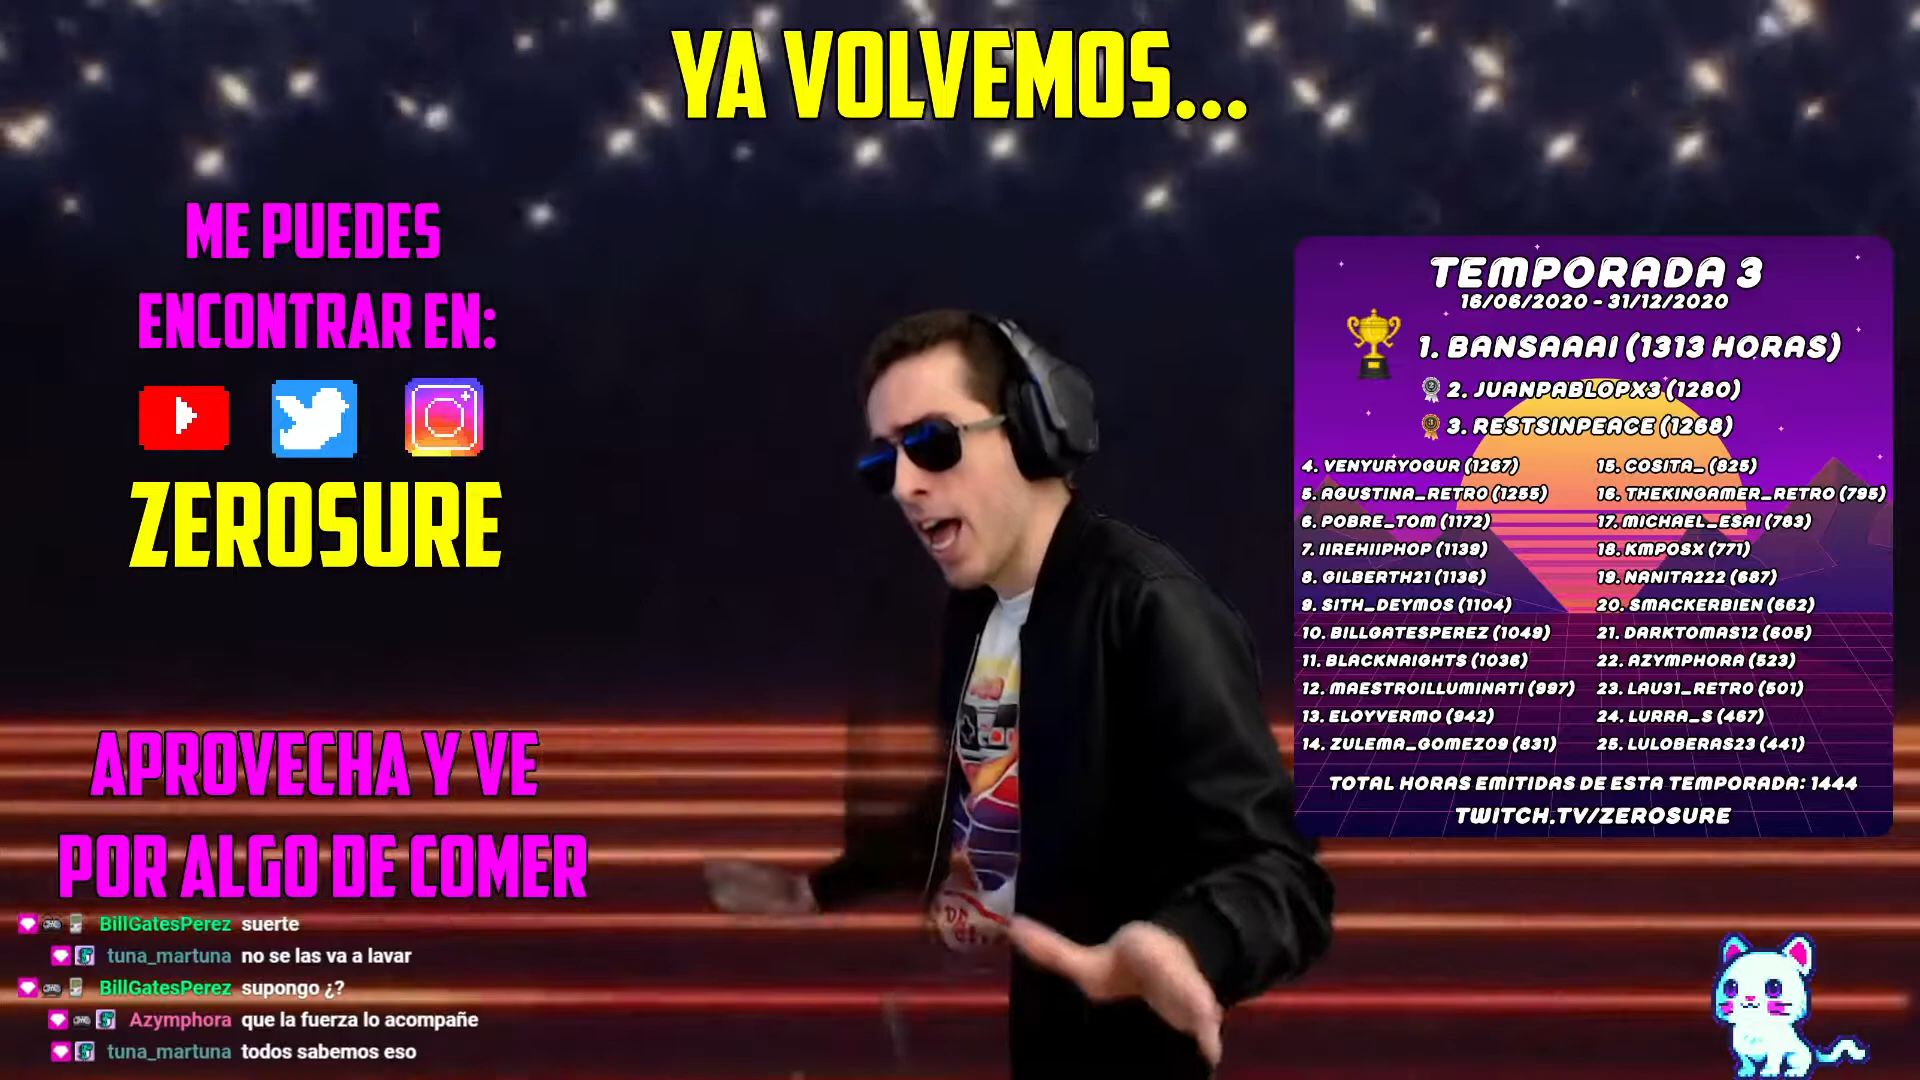 YA VOLVEMOS...
ME PUEDES
ENCONTRAR EN:
ZEROSURE
APROVECHA Y VE
POR ALGO DE COMER
BillGatesPerez suerte
tuna_martuna no se las va a lavar
BillGatesPerez supongo ¿?
Azymphora que la fuerza lo acompañe
tuna_martuna todos sabemos eso
TEMPORADA 3
16/06/2020 - 31/12/2020
1. BANSAAAI (1313 HORAS)
2. JUANPABLOPX3 (1280)
3. RESTSINPEACE (1268)
4. VENYURYOGUR (1267)
5. AGUSTINA_RETRO (1255)
6. POBRE_TOM (1172)
7. IIREHIIPHOP (1139)
8. GILBERTH21 (1136)
9. SITH_DEYMOS (1104)
10. BILLGATESPEREZ (1049)
11. BLACKNAIGHTS (1036)
12. MAESTROILLUMINATI (997)
13. ELOYVERMO (942)
14. ZULEMA_GOMEZ09 (831)
15. COSITA_ (825)
16. THEKINGAMER_RETRO (795)
17. MICHAEL_ESAI (783)
18. KMPOSX (771)
19. NANITA222 (687)
20. SMACKERBIEN (662)
21. DARKTOMAS12 (605)
22. AZYMPHORA (523)
23. LAU31_RETRO (501)
24. LURRA_S (467)
25. LULOBERAS23 (441)
TOTAL HORAS EMITIDAS DE ESTA TEMPORADA: 1444
TWITCH.TV/ZEROSURE